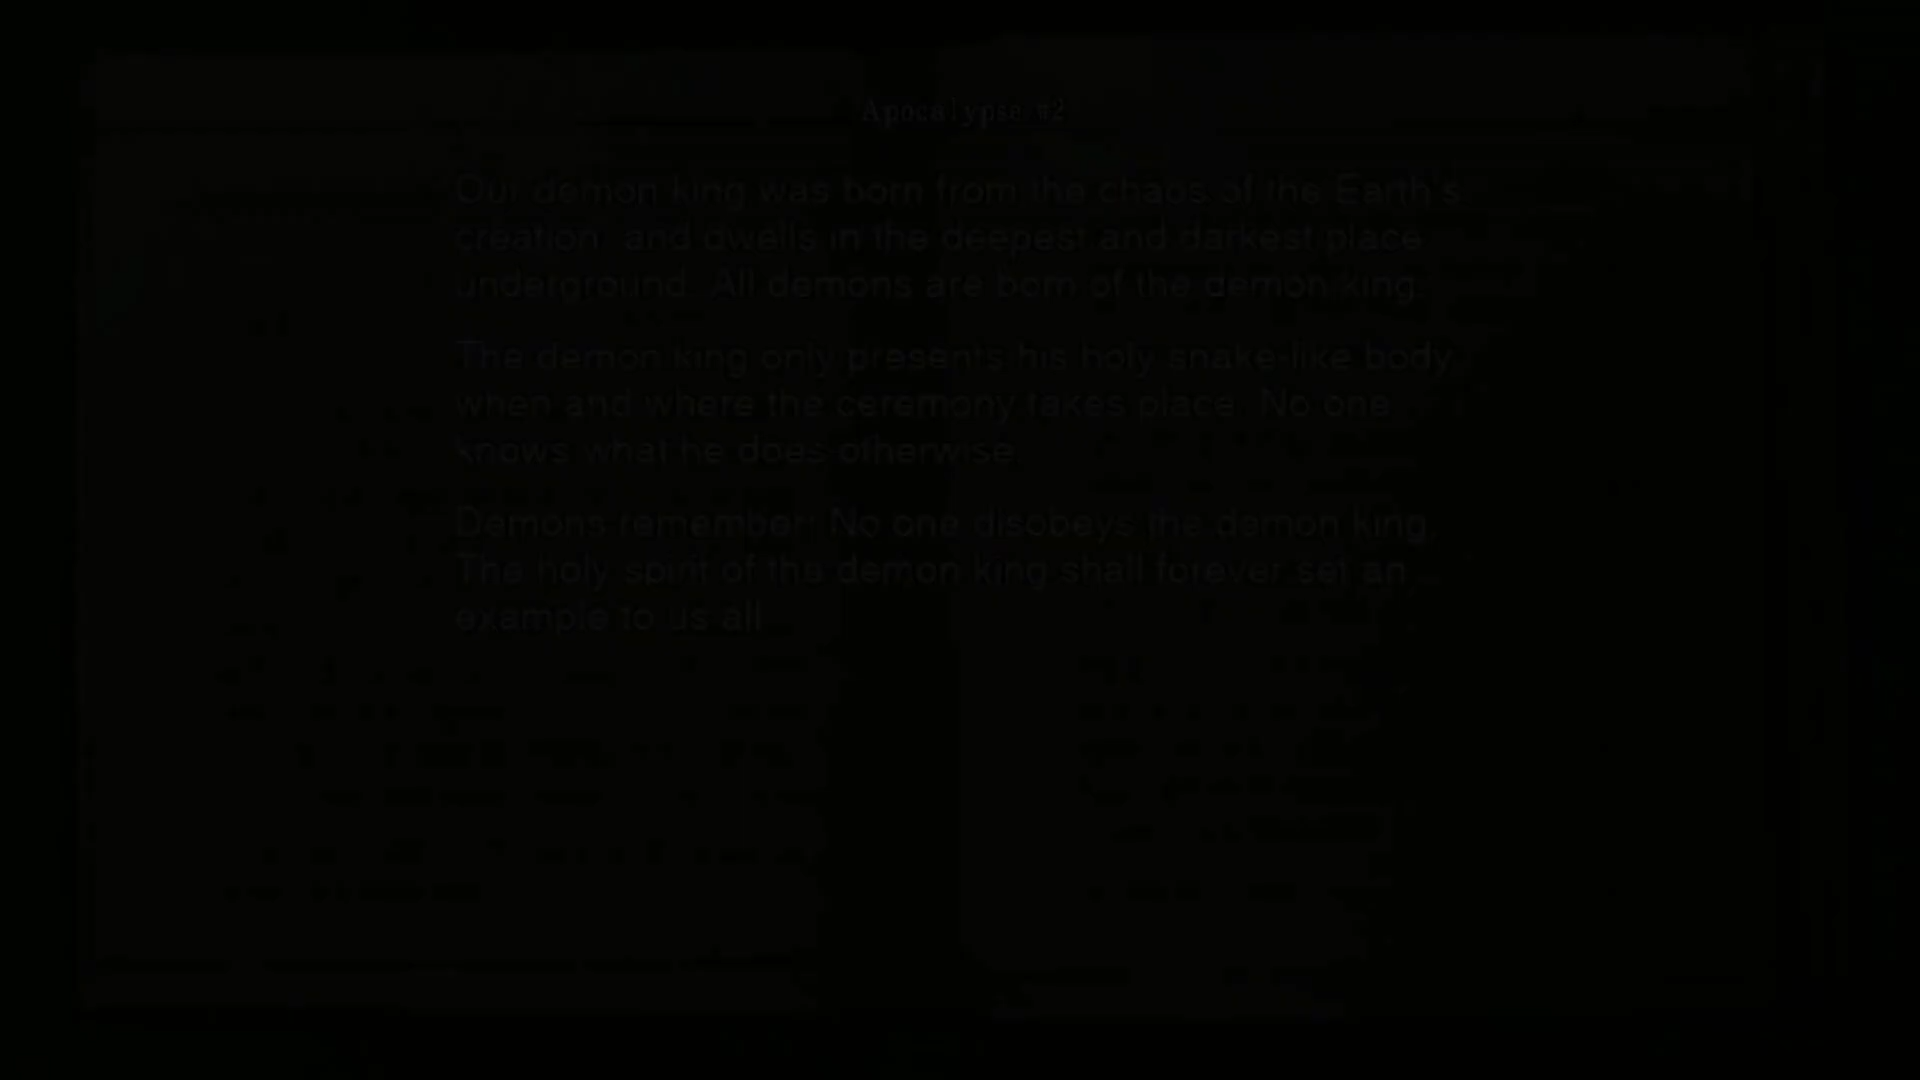 Apocalypse #2
Our demon king was born from the chaos of the Earth's
creation, and dwells in the deepest and darkest place
underground. All demons are born of the demon king.
The demon king only presents his holy snake-like body
when and where the ceremony takes place. No one
knows what he does otherwise.
Demons remember: No one disobeys the demon king.
The holy spirit of the demon king shall forever set an
example to us all.